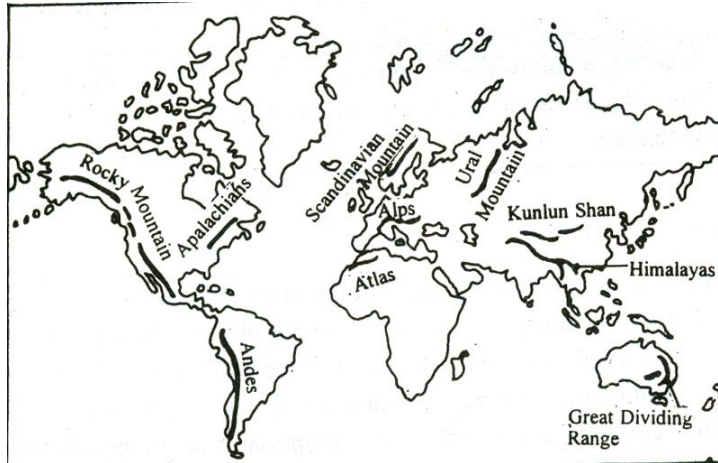 Rocky Mountain
Apalachians
Scandinavian
Mountain
Ural
Mountain
Alps
Kunlun Shan
Himalayas
Atlas
Andes
Great Dividing
Range